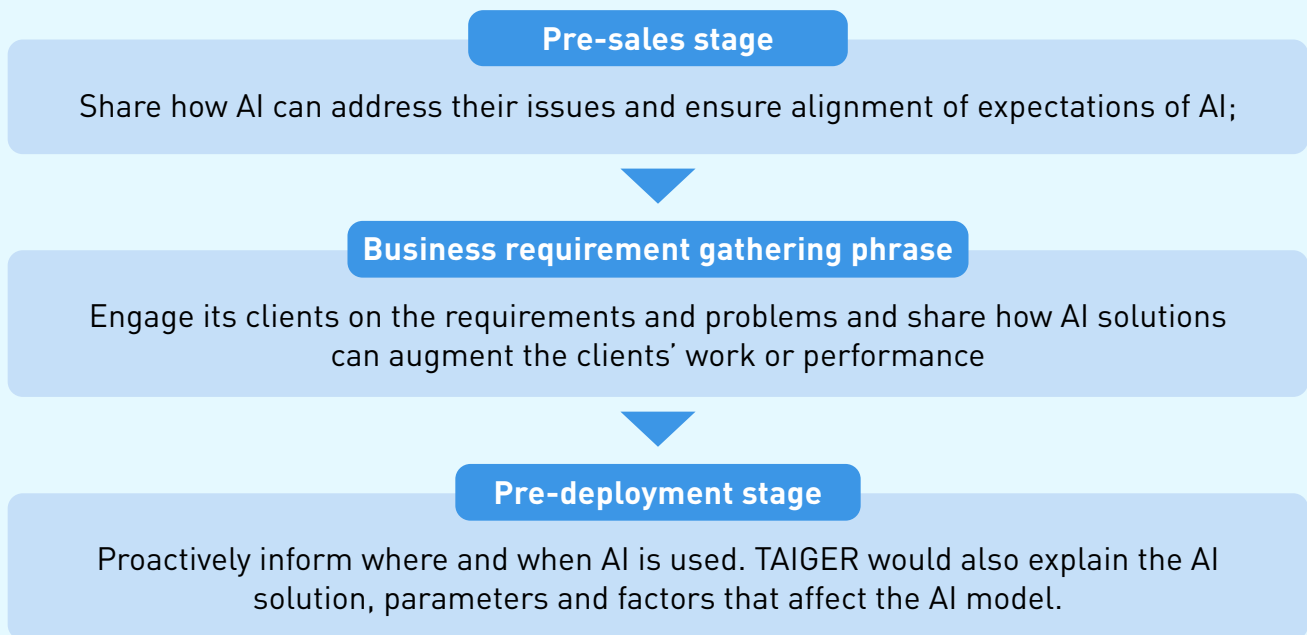 Pre-sales stage
Share how AI can address their issues and ensure alignment of expectations of AI;
Business requirement gathering phrase
Engage its clients on the requirements and problems and share how AI solutions
can augment the clients’ work or performance
Pre-deployment stage
Proactively inform where and when AI is used. TAIGER would also explain the AI
solution, parameters and factors that affect the AI model.